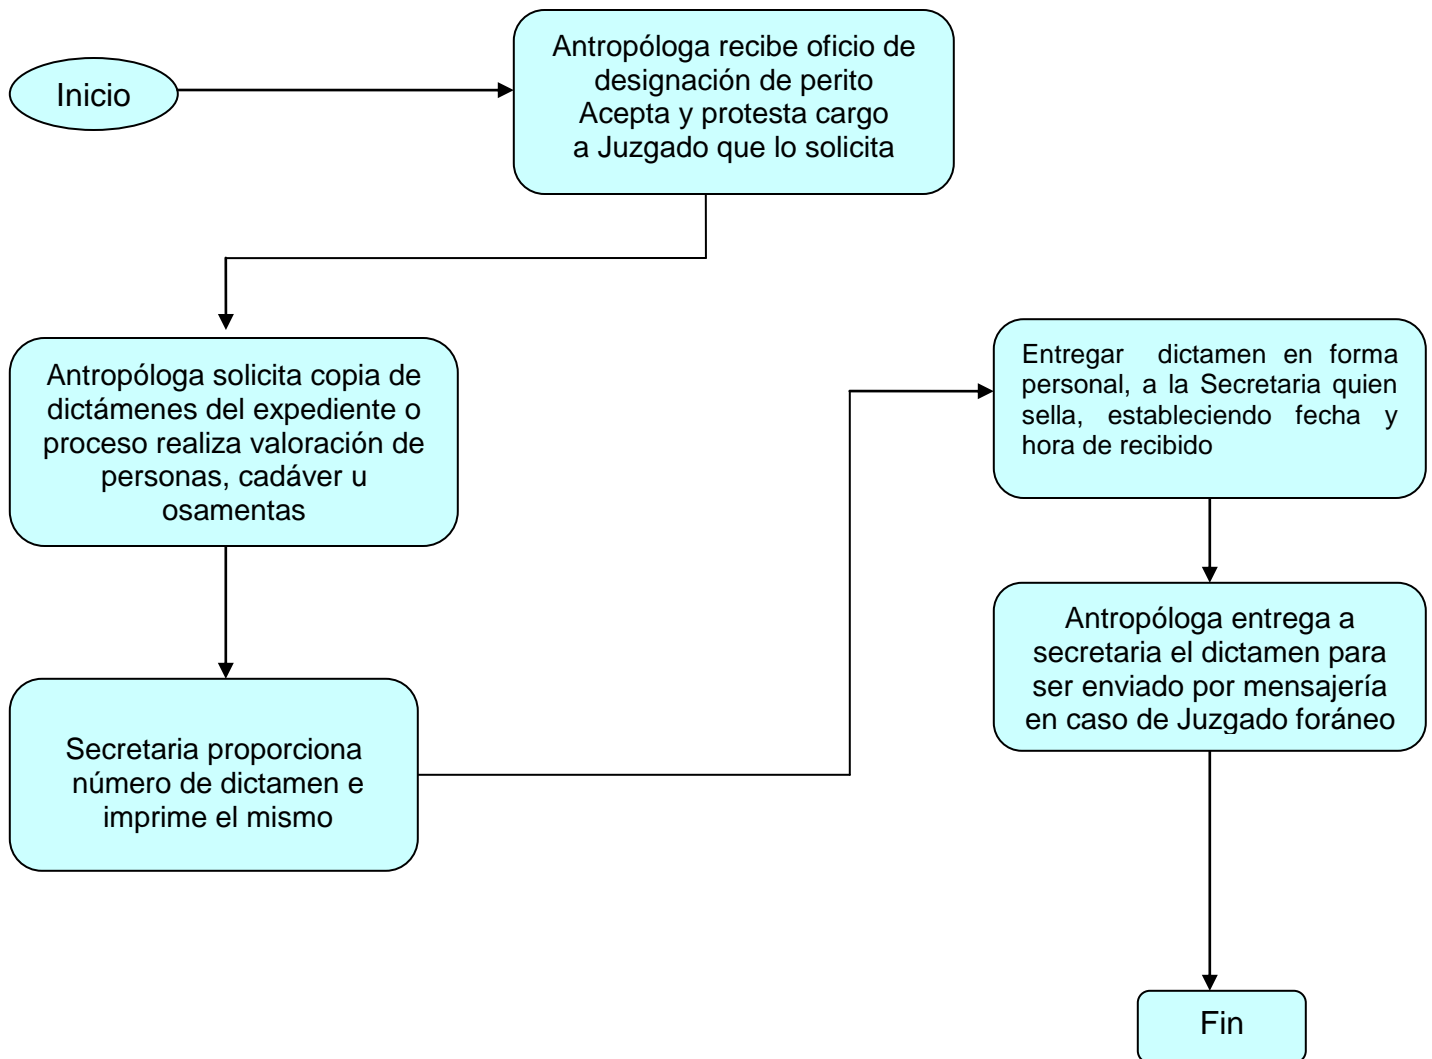 Inicio
Antropóloga recibe oficio de
designación de perito
Acepta y protesta cargo
a Juzgado que lo solicita
Antropóloga solicita copia de
dictámenes del expediente o
proceso realiza valoración de
personas, cadáver u
osamentas
Secretaria proporciona
número de dictamen e
imprime el mismo
Entregar dictamen en forma
personal, a la Secretaria quien
sella, estableciendo fecha y
hora de recibido
Antropóloga entrega a
secretaria el dictamen para
ser enviado por mensajería
en caso de Juzgado foráneo
Fin